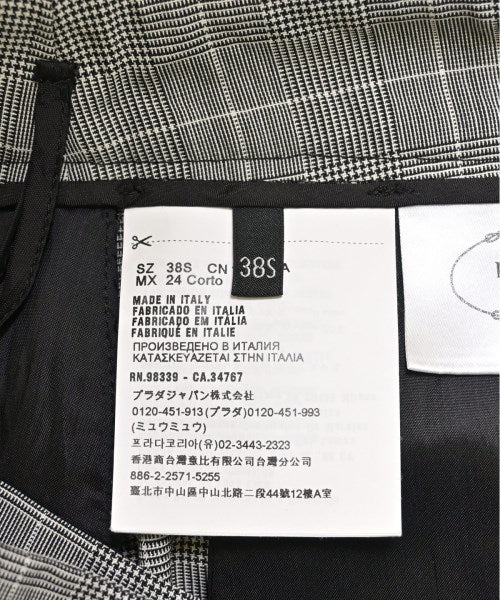 SZ 38S CN A
MX 24 Corto
38S
MADE IN ITALY
FABRICADO EN ITALIA
FABRICADO EM ITÁLIA
FABRIQUÉ EN ITALIE
ПРОИЗВЕДЕНО В ИТАЛИЯ
ΚΑΤΑΣΚΕΥΑΖΕΤΑΙ ΣΤΗΝ ΙΤΑΛΙΑ
RN.98339 - CA.34767
プラダジャパン株式会社
0120-451-913(プラダ)0120-451-993
(ミュウミュウ)
프라다코리아(유) 02-3443-2323
香港商台灣意比有限公司台灣分公司
886-2-2571-5255
臺北市中山區中山北路二段44號12樓A室